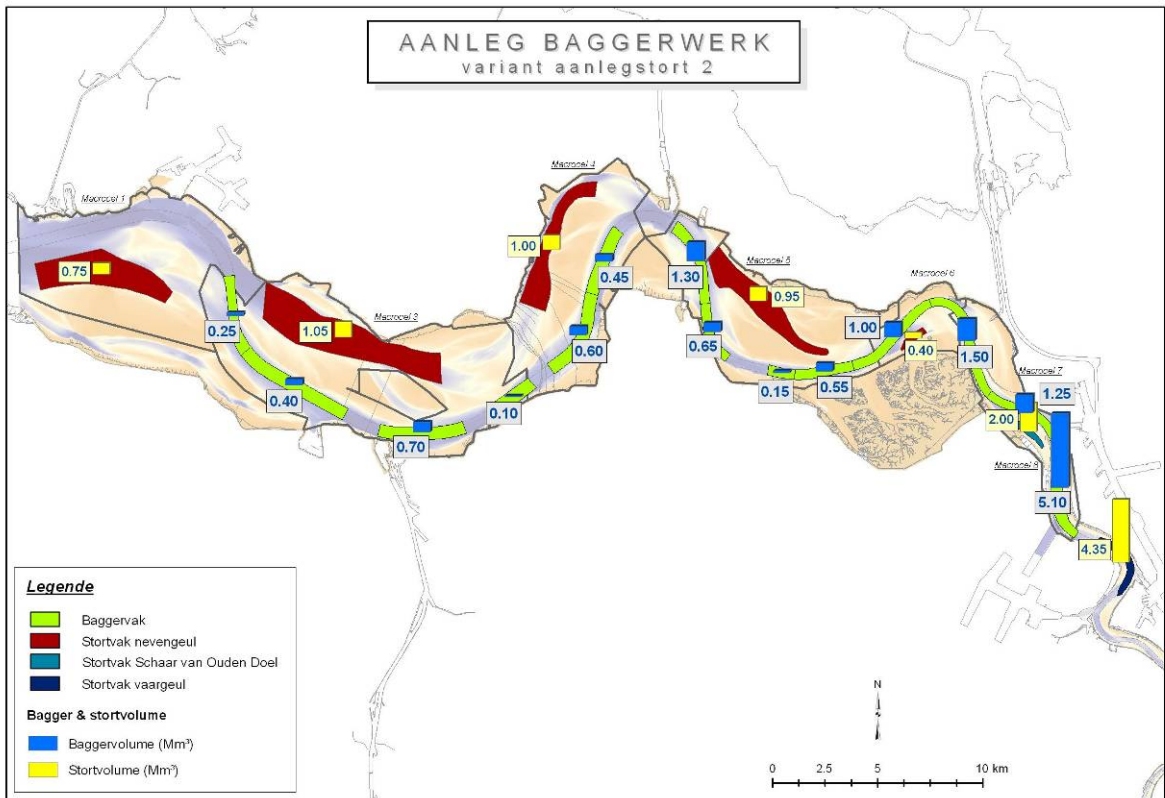 AANLEG BAGGERWERK
variant aanlegstort 2
Macrocel 1
Macrocel 4
Macrocel 5
Macrocel 6
Macrocel 3
Macrocel 7
Macrocel 8
0.75
0.25
1.05
0.40
0.70
0.10
1.00
0.45
0.60
1.30
0.65
0.95
0.15
0.55
1.00
0.40
1.50
2.00
1.25
5.10
4.35
Legende
Baggervak
Stortvak nevengeul
Stortvak Schaar van Ouden Doel
Stortvak vaargeul
Bagger & stortvolume
Baggervolume (Mm³)
Stortvolume (Mm³)
N
0 2.5 5 10 km